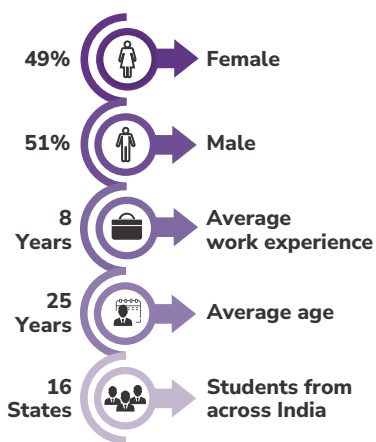 49%
Female
51%
Male
8
Years
Average
work experience
25
Years
Average age
16
States
Students from
across India